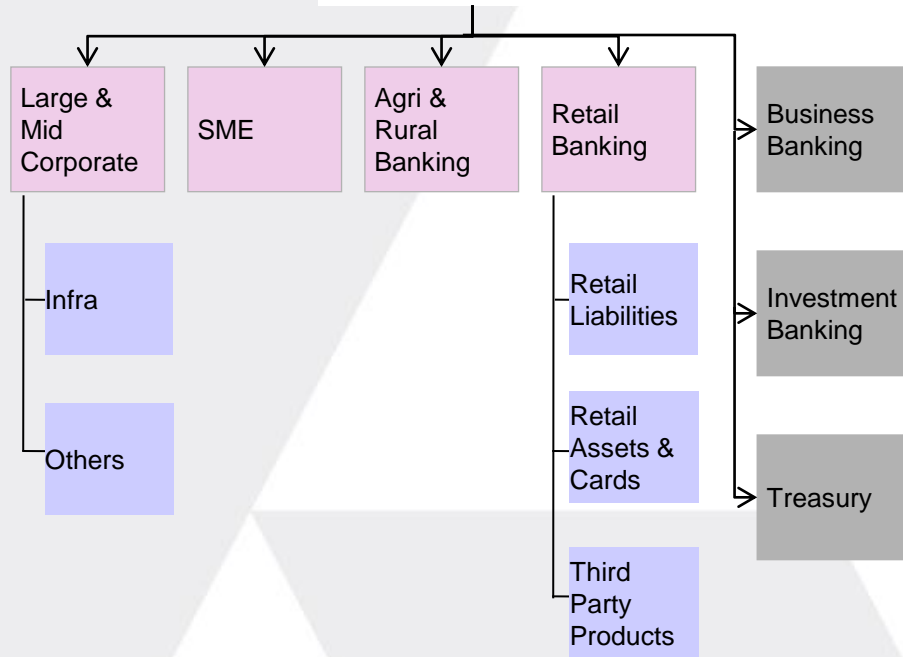 Large &
Mid
Corporate
SME
Agri &
Rural
Banking
Retail
Banking
Business
Banking
Infra
Retail
Liabilities
Investment
Banking
Others
Retail
Assets &
Cards
Treasury
Third
Party
Products